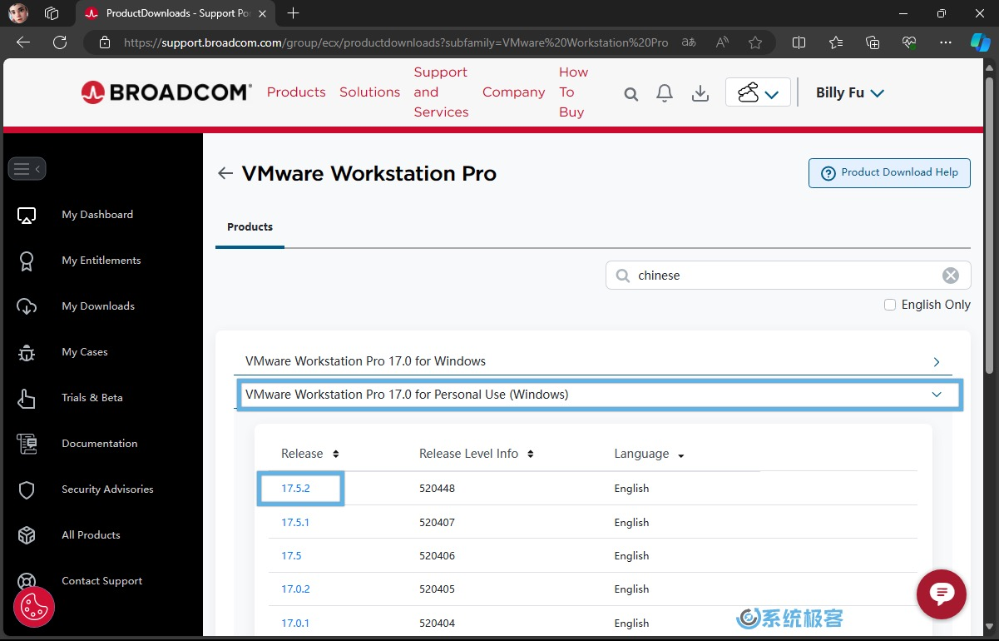 ProductDownloads - Support Po
https://support.broadcom.com/group/ecx/productdownloads?subfamily=VMware%20Workstation%20Pro
BROADCOM
Products
Solutions
Support and Services
Company
How To Buy
Billy Fu
My Dashboard
My Entitlements
My Downloads
My Cases
Trials & Beta
Documentation
Security Advisories
All Products
Contact Support
VMware Workstation Pro
Product Download Help
Products
chinese
English Only
VMware Workstation Pro 17.0 for Windows
VMware Workstation Pro 17.0 for Personal Use (Windows)
Release Release Level Info Language
17.5.2 520448 English
17.5.1 520407 English
17.5 520406 English
17.0.2 520405 English
17.0.1 520404 English
系统极客